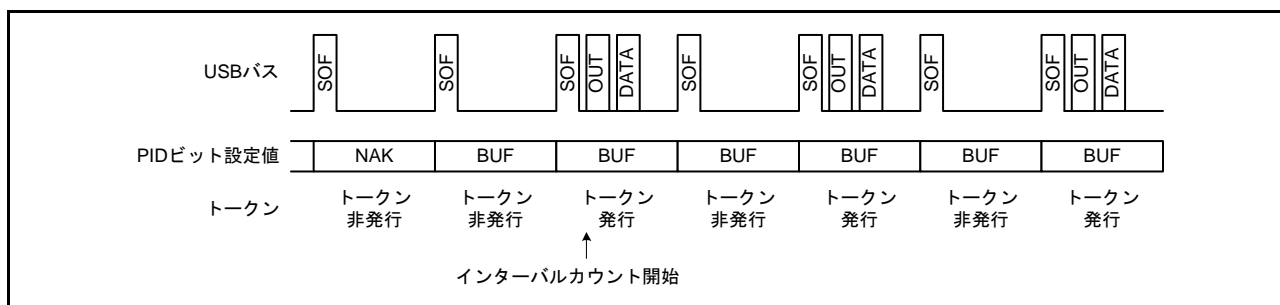 USBバス
SOF
SOF
SOF
OUT
DATA
SOF
SOF
OUT
DATA
SOF
SOF
OUT
DATA
PIDビット設定値
NAK
BUF
BUF
BUF
BUF
BUF
BUF
トークン
トークン
非発行
トークン
非発行
トークン
発行
トークン
非発行
トークン
発行
トークン
非発行
トークン
発行
インターバルカウント開始